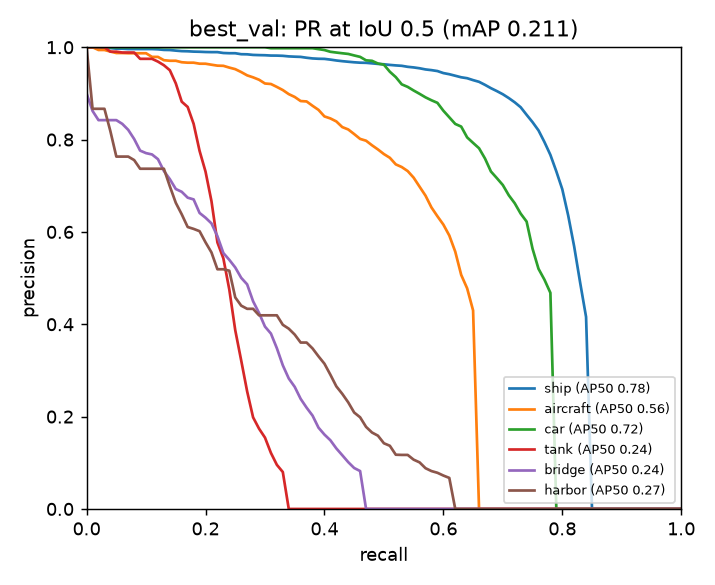 best_val: PR at IoU 0.5 (mAP 0.211)
precision
1.0
0.8
0.6
0.4
0.2
0.0
0.0 0.2 0.4 0.6 0.8 1.0
recall
ship (AP50 0.78)
aircraft (AP50 0.56)
car (AP50 0.72)
tank (AP50 0.24)
bridge (AP50 0.24)
harbor (AP50 0.27)